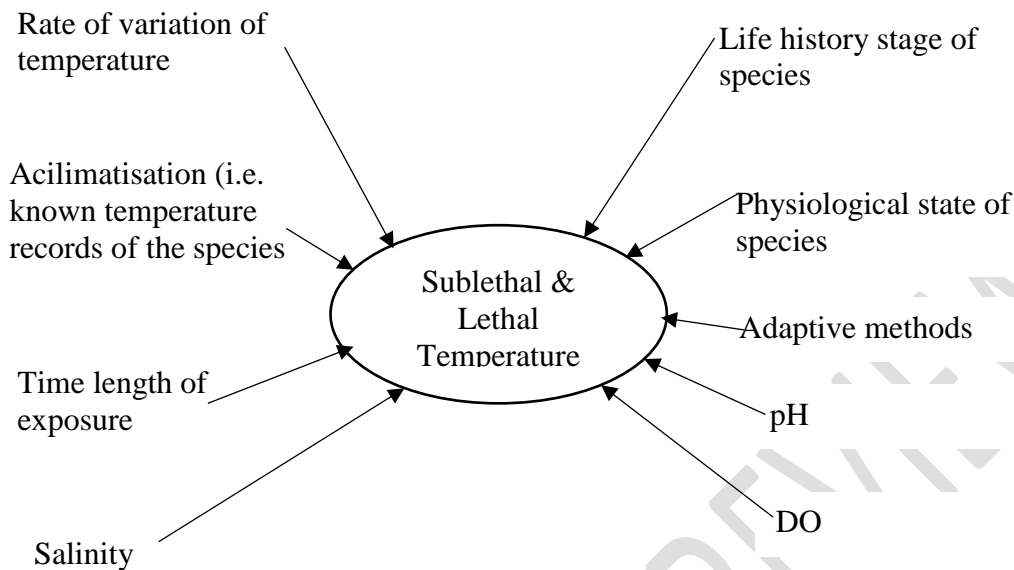 Rate of variation of
temperature
Life history stage of
species
Acilimatisation (i.e.
known temperature
records of the species
Physiological state of
species
Sublethal &
Lethal
Temperature
Adaptive methods
Time length of
exposure
pH
DO
Salinity